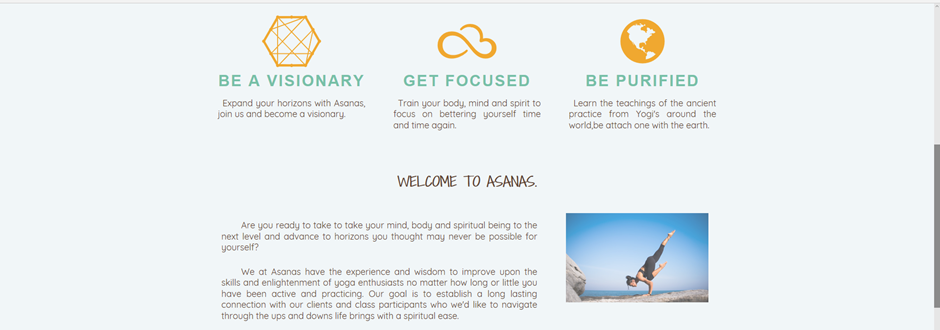 BE A VISIONARY
GET FOCUSED
BE PURIFIED
Expand your horizons with Asanas,
join us and become a visionary.
Train your body, mind and spirit to
focus on bettering yourself time
and time again.
Learn the teachings of the ancient
practice from Yogi's around the
world,be attach one with the earth.
WELCOME TO ASANAS.
Are you ready to take to take your mind, body and spiritual being to the
next level and advance to horizons you thought may never be possible for
yourself?
We at Asanas have the experience and wisdom to improve upon the
skills and enlightenment of yoga enthusiasts no matter how long or little you
have been active and practicing. Our goal is to establish a long lasting
connection with our clients and class participants who we'd like to navigate
through the ups and downs life brings with a spiritual ease.